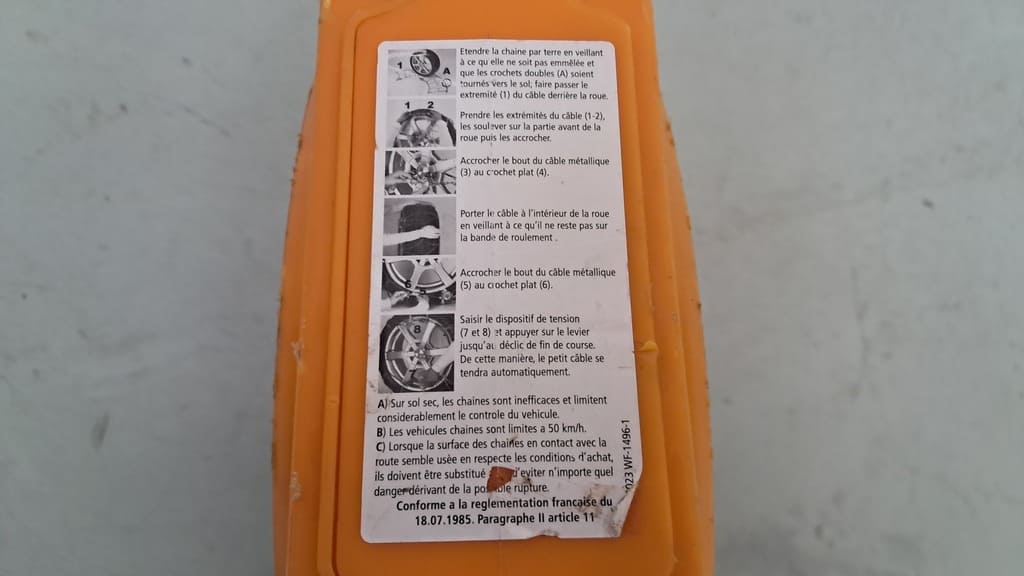 1
A
Etendre la chaine par terre en veillant
à ce qu elle ne soit pas emmêlée et
que les crochets doubles (A) soient
tournés vers le sol; faire passer le
extremité (1) du câble derrière la roue.
1 2
Prendre les extrémités du câble (1-2),
les soulever sur la partie avant de la
roue puis les accrocher.
Accrocher le bout du câble métallique
(3) au crochet plat (4).
Porter le câble à l'intérieur de la roue
en veillant à ce qu'il ne reste pas sur
la bande de roulement .
Accrocher le bout du câble métallique
(5) au crochet plat (6).
8
Saisir le dispositif de tension
(7 et 8) et appuyer sur le levier
jusqu'au déclic de fin de course.
De cette manière, le petit câble se
tendra automatiquement.
A) Sur sol sec, les chaines sont inefficaces et limitent
considerablement le controle du vehicule.
B) Les vehicules chaines sont limites a 50 km/h.
C) Lorsque la surface des chaînes en contact avec la
route semble usée en respecte les conditions d'achat,
ils doivent être substitué d'eviter n'importe quel
danger dérivant de la possible rupture.
Conforme a la reglementation française du
18.07.1985. Paragraphe II article 11
023 WF-1496-1